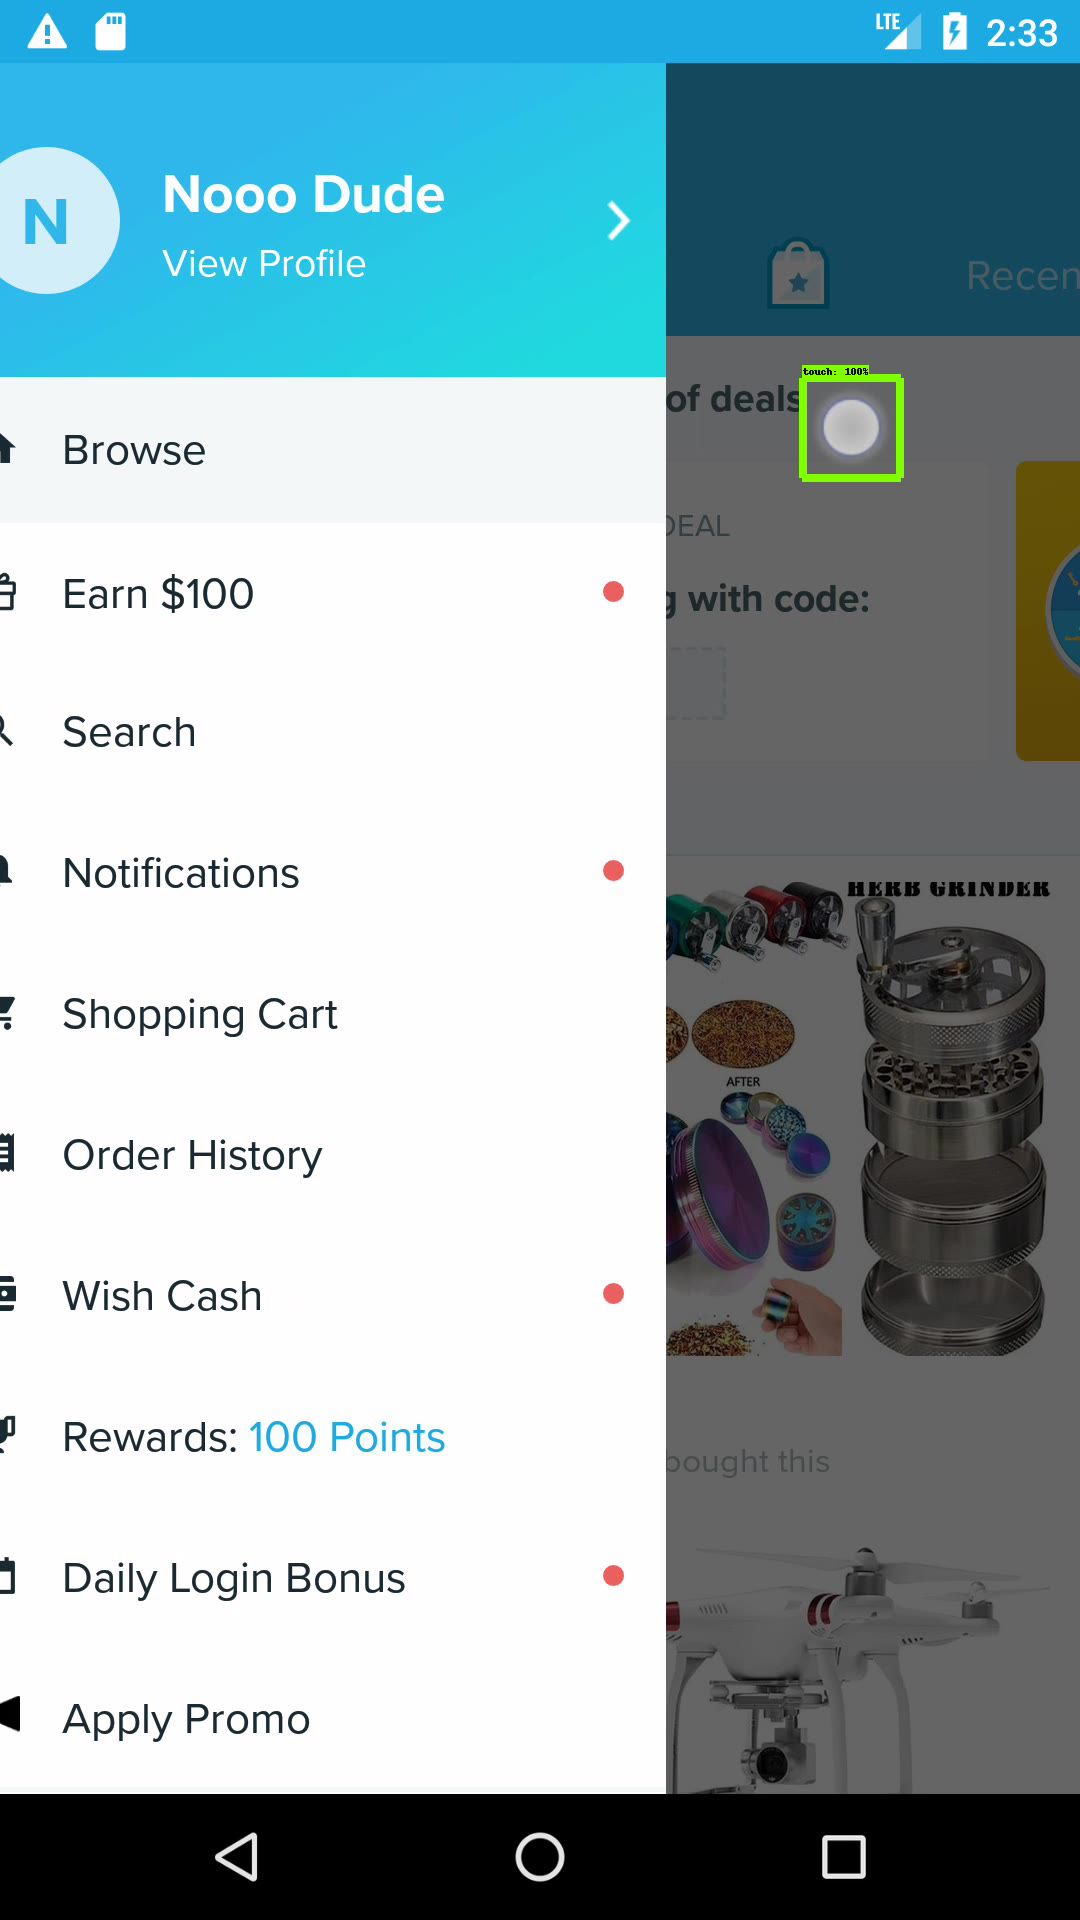 LTE 2:33
N
Nooo Dude
View Profile
Recen
touch: 100%
of deals
Browse
DEAL
Earn $100
g with code:
Search
Notifications
HERB GRINDER
Shopping Cart
AFTER
Order History
Wish Cash
Rewards: 100 Points
bought this
Daily Login Bonus
Apply Promo